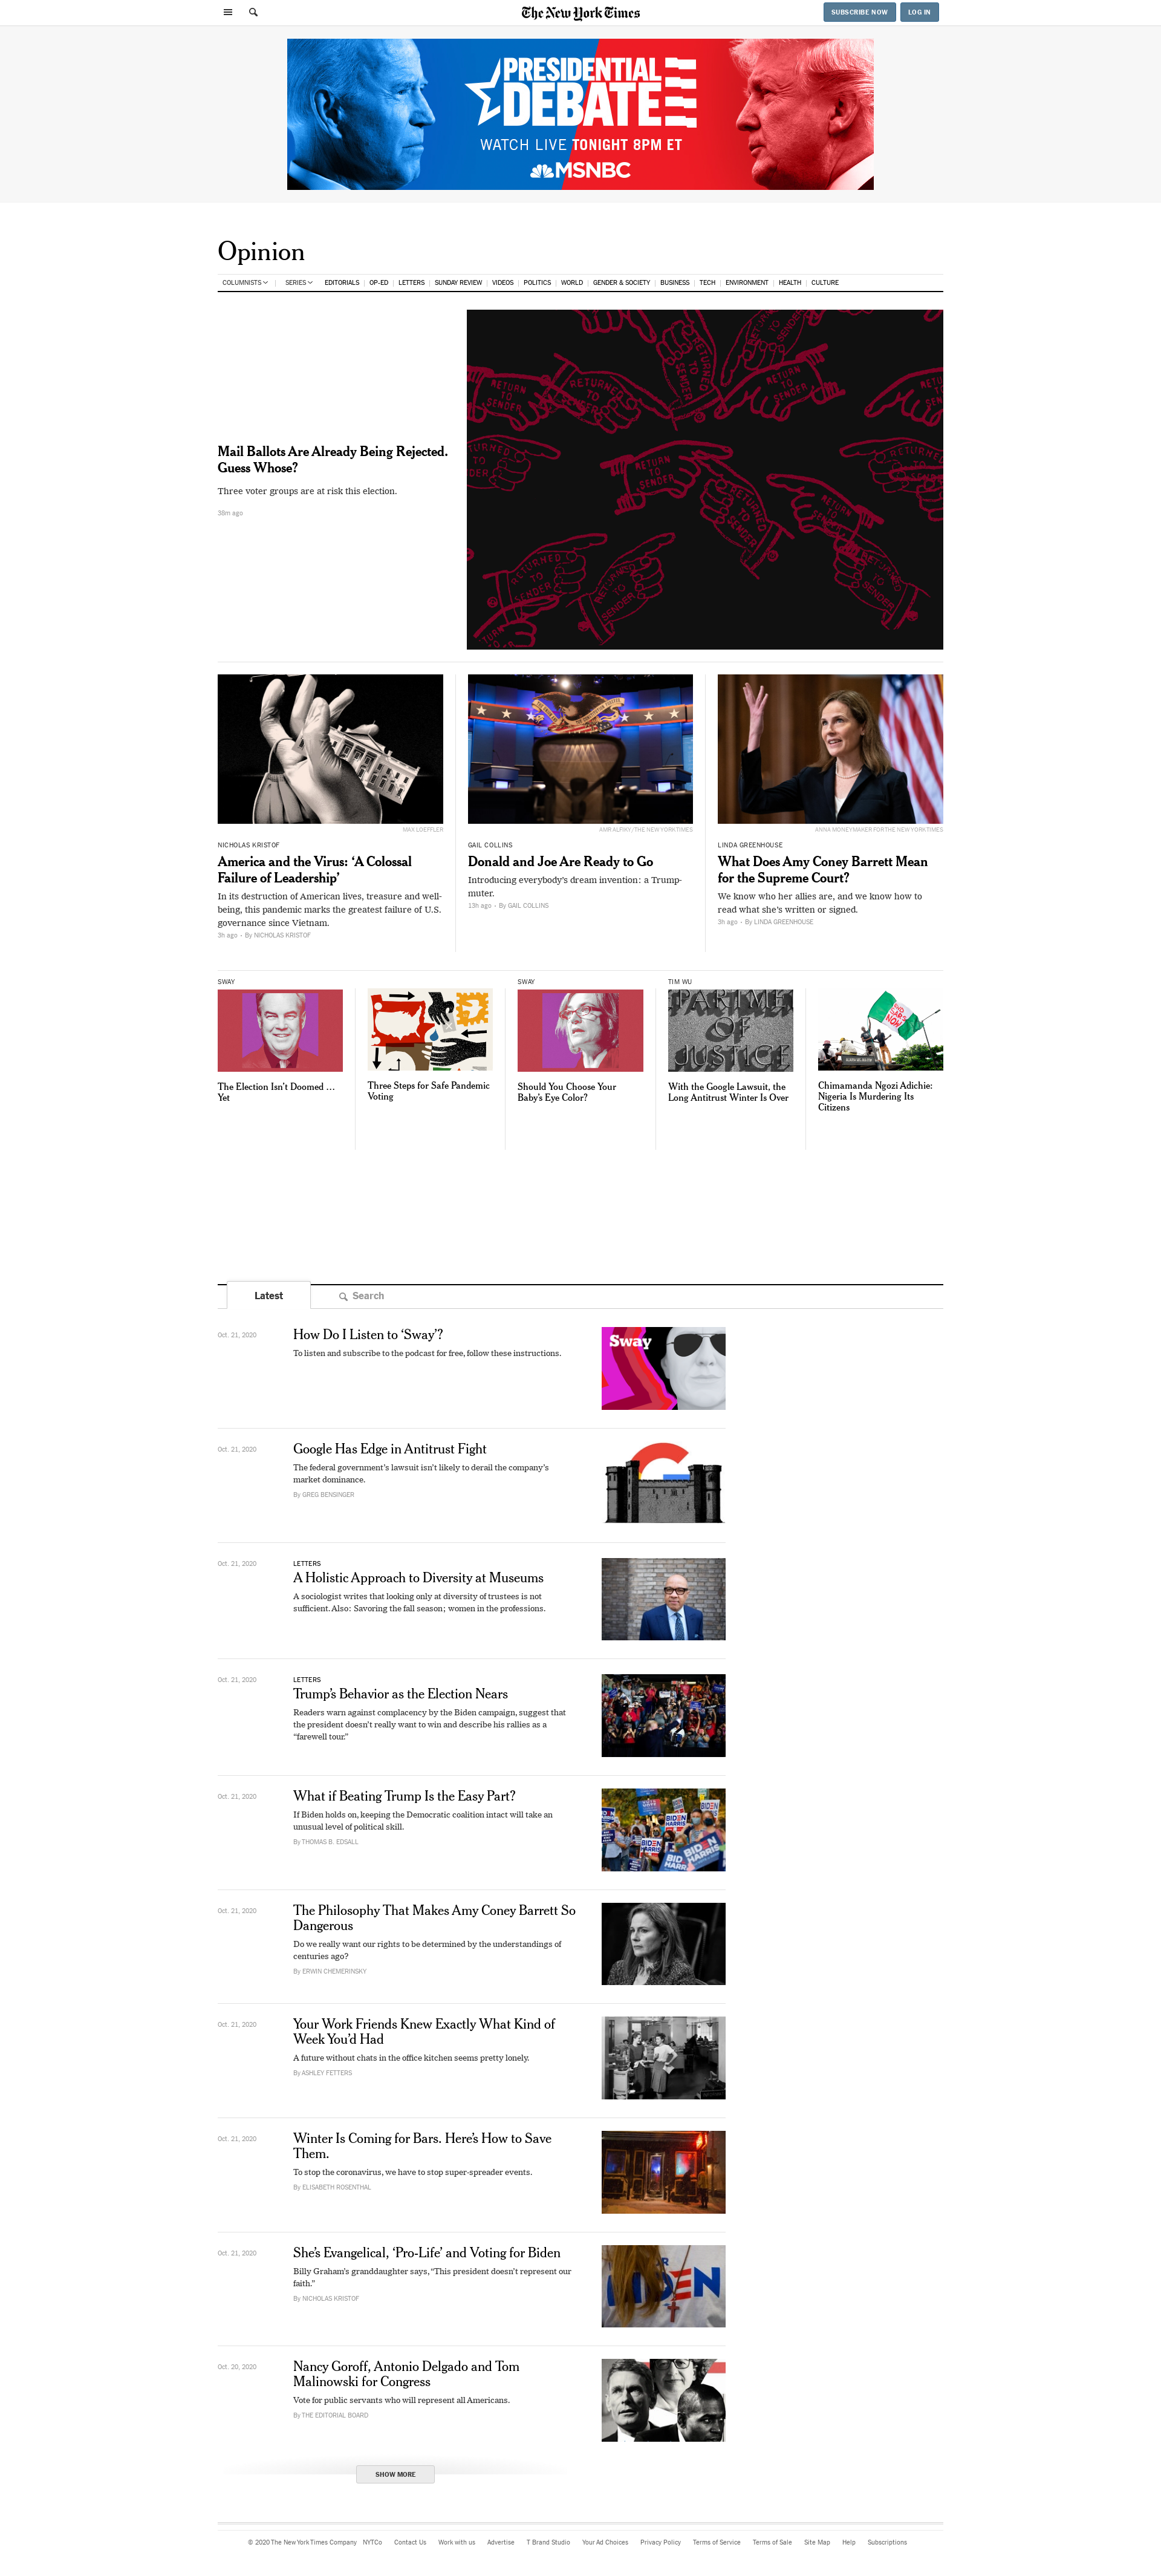 The New York Times
SUBSCRIBE NOW
LOG IN
PRESIDENTIAL
DEBATE
WATCH LIVE TONIGHT 8PM ET
MSNBC
Opinion
COLUMNISTS
SERIES
EDITORIALS
OP-ED
LETTERS
SUNDAY REVIEW
VIDEOS
POLITICS
WORLD
GENDER & SOCIETY
BUSINESS
TECH
ENVIRONMENT
HEALTH
CULTURE
Mail Ballots Are Already Being Rejected.
Guess Whose?
Three voter groups are at risk this election.
38m ago
RETURNED TO SENDER
RETURN TO SENDER
MAX LOEFFLER
NICHOLAS KRISTOF
America and the Virus: ‘A Colossal
Failure of Leadership’
In its destruction of American lives, treasure and well-
being, this pandemic marks the greatest failure of U.S.
governance since Vietnam.
3h ago - By NICHOLAS KRISTOF
AMR ALFIKY/THE NEW YORK TIMES
GAIL COLLINS
Donald and Joe Are Ready to Go
Introducing everybody’s dream invention: a Trump-
muter.
13h ago - By GAIL COLLINS
ANNA MONEYMAKER FOR THE NEW YORK TIMES
LINDA GREENHOUSE
What Does Amy Coney Barrett Mean
for the Supreme Court?
We know who her allies are, and we know how to
read what she’s written or signed.
3h ago - By LINDA GREENHOUSE
SWAY
The Election Isn’t Doomed …
Yet
Three Steps for Safe Pandemic
Voting
SWAY
Should You Choose Your
Baby’s Eye Color?
TIM WU
OF
JUSTICE
With the Google Lawsuit, the
Long Antitrust Winter Is Over
Chimamanda Ngozi Adichie:
Nigeria Is Murdering Its
Citizens
Latest
Search
Oct. 21, 2020
How Do I Listen to ‘Sway’?
To listen and subscribe to the podcast for free, follow these instructions.
Sway
Oct. 21, 2020
Google Has Edge in Antitrust Fight
The federal government’s lawsuit isn’t likely to derail the company’s
market dominance.
By GREG BENSINGER
Oct. 21, 2020
LETTERS
A Holistic Approach to Diversity at Museums
A sociologist writes that looking only at diversity of trustees is not
sufficient. Also: Savoring the fall season; women in the professions.
Oct. 21, 2020
LETTERS
Trump’s Behavior as the Election Nears
Readers warn against complacency by the Biden campaign, suggest that
the president doesn’t really want to win and describe his rallies as a
“farewell tour.”
Oct. 21, 2020
What if Beating Trump Is the Easy Part?
If Biden holds on, keeping the Democratic coalition intact will take an
unusual level of political skill.
By THOMAS B. EDSALL
BIDEN
HARRIS
Oct. 21, 2020
The Philosophy That Makes Amy Coney Barrett So
Dangerous
Do we really want our rights to be determined by the understandings of
centuries ago?
By ERWIN CHEMERINSKY
Oct. 21, 2020
Your Work Friends Knew Exactly What Kind of
Week You’d Had
A future without chats in the office kitchen seems pretty lonely.
By ASHLEY FETTERS
Oct. 21, 2020
Winter Is Coming for Bars. Here’s How to Save
Them.
To stop the coronavirus, we have to stop super-spreader events.
By ELISABETH ROSENTHAL
Oct. 21, 2020
She’s Evangelical, ‘Pro-Life’ and Voting for Biden
Billy Graham’s granddaughter says, “This president doesn’t represent our
faith.”
By NICHOLAS KRISTOF
Oct. 20, 2020
Nancy Goroff, Antonio Delgado and Tom
Malinowski for Congress
Vote for public servants who will represent all Americans.
By THE EDITORIAL BOARD
SHOW MORE
© 2020 The New York Times Company
NYTCo
Contact Us
Work with us
Advertise
T Brand Studio
Your Ad Choices
Privacy Policy
Terms of Service
Terms of Sale
Site Map
Help
Subscriptions